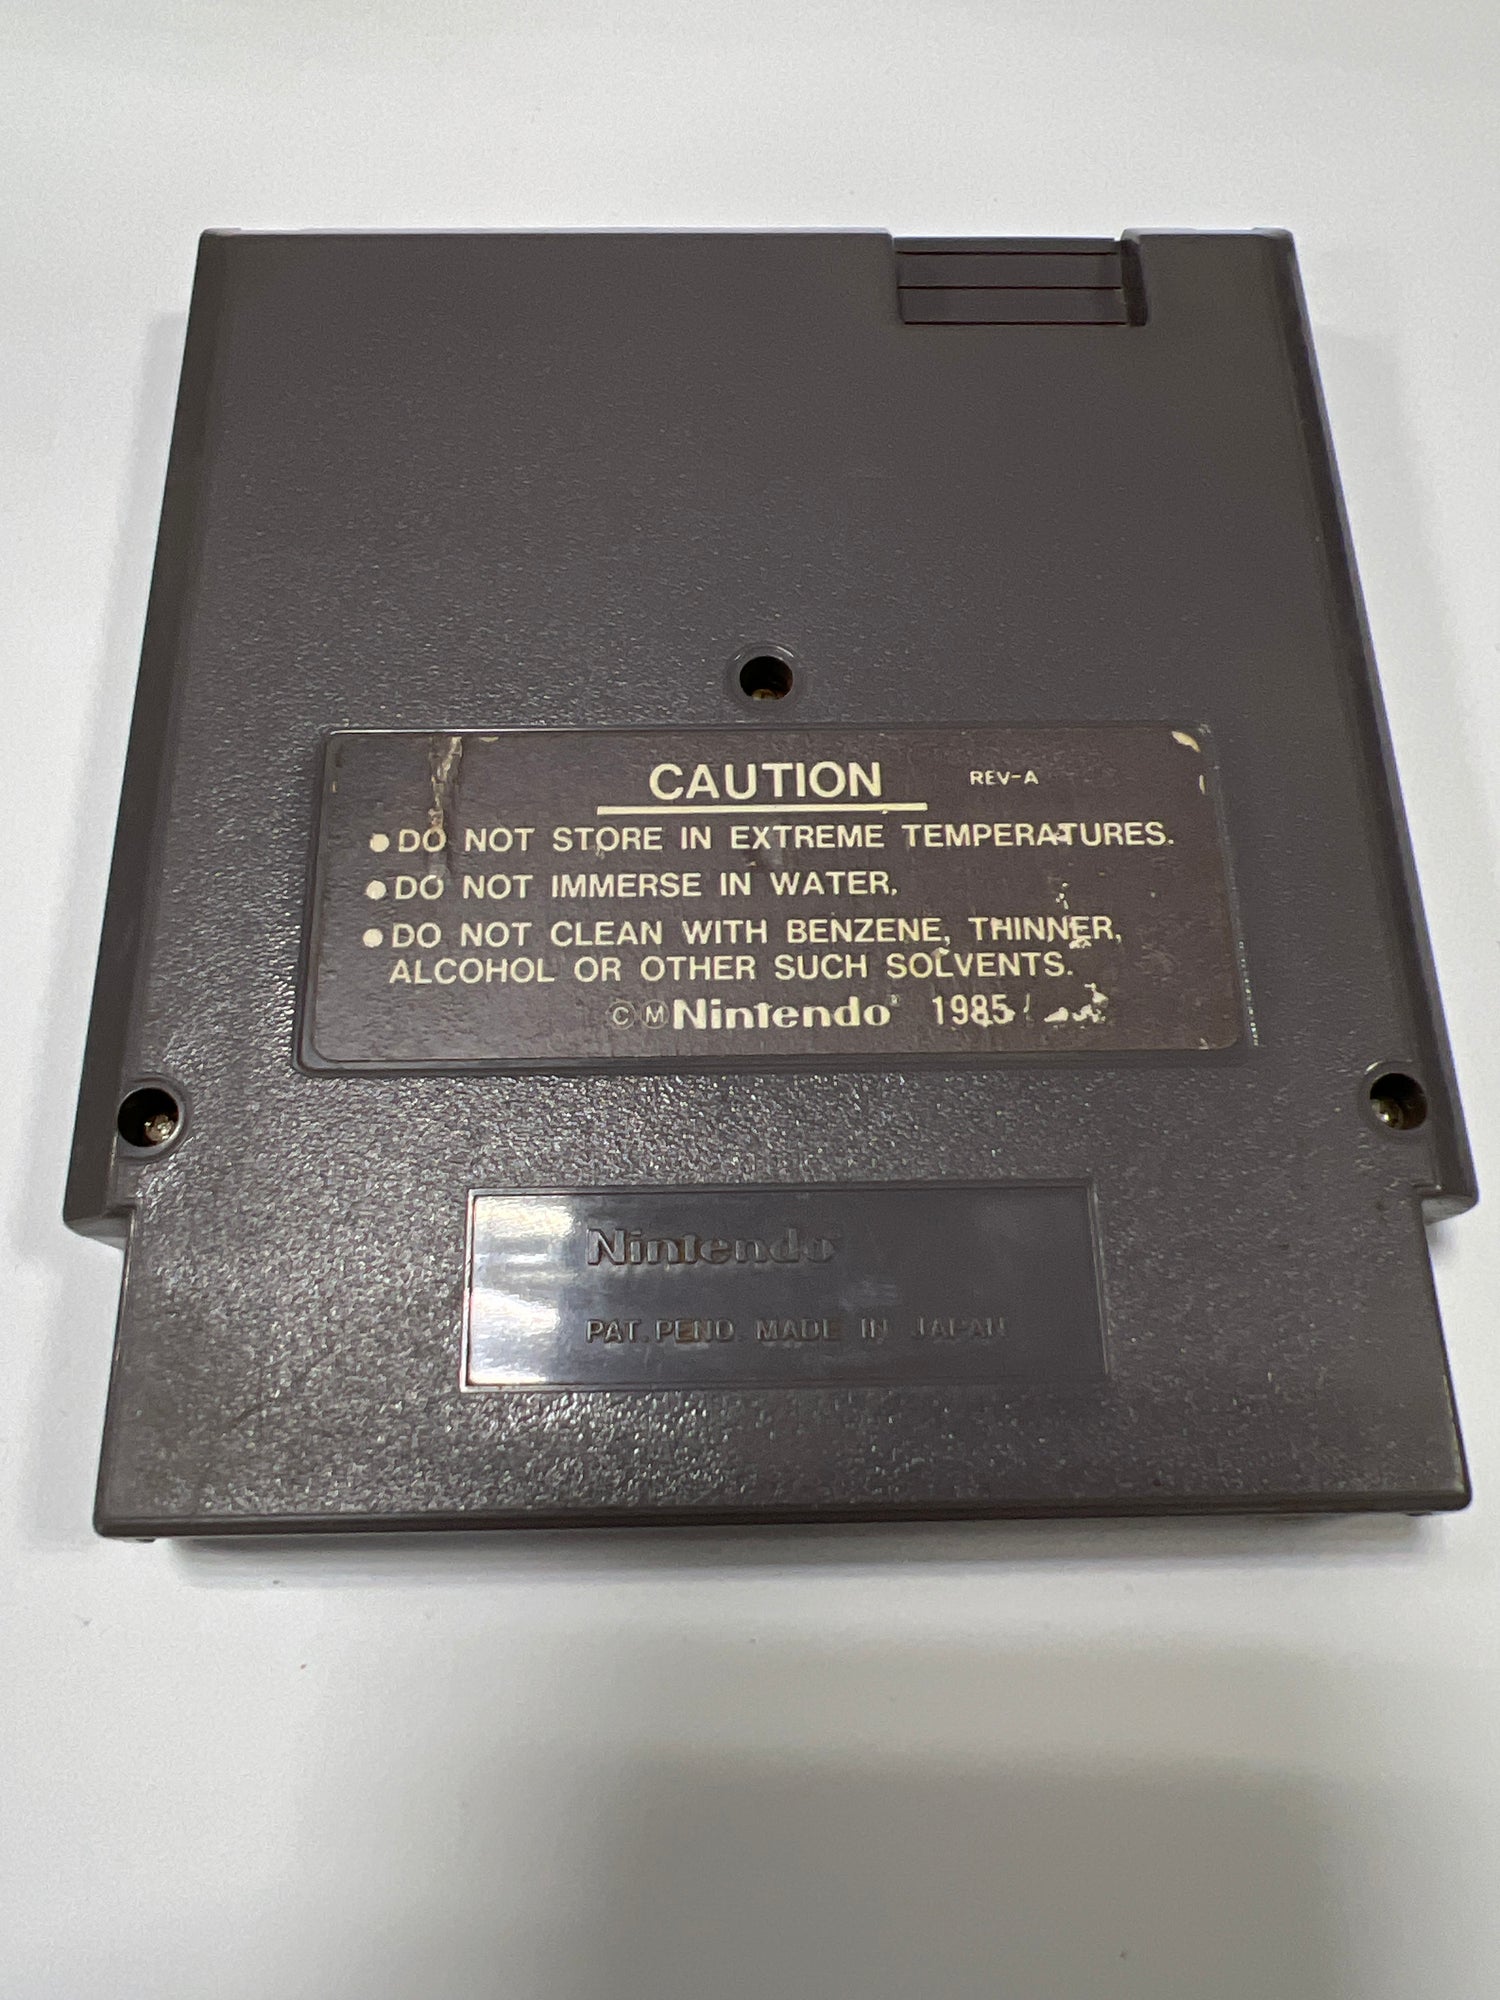 CAUTION REV-A
●DO NOT STORE IN EXTREME TEMPERATURES.
●DO NOT IMMERSE IN WATER.
●DO NOT CLEAN WITH BENZENE, THINNER,
ALCOHOL OR OTHER SUCH SOLVENTS.
ⒸⓂNintendo® 1985
Nintendo
PAT. PEND. MADE IN JAPAN